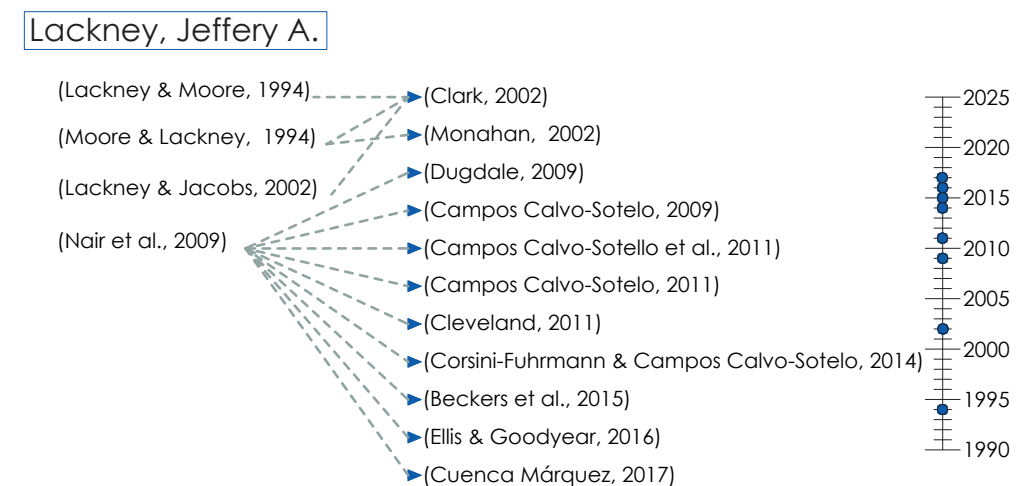 Lackney, Jeffery A.
(Lackney & Moore, 1994)
(Moore & Lackney, 1994)
(Lackney & Jacobs, 2002)
(Nair et al., 2009)
(Clark, 2002)
(Monahan, 2002)
(Dugdale, 2009)
(Campos Calvo-Sotelo, 2009)
(Campos Calvo-Sotello et al., 2011)
(Campos Calvo-Sotelo, 2011)
(Cleveland, 2011)
(Corsini-Fuhrmann & Campos Calvo-Sotelo, 2014)
(Beckers et al., 2015)
(Ellis & Goodyear, 2016)
(Cuenca Márquez, 2017)
2025
2020
2015
2010
2005
2000
1995
1990